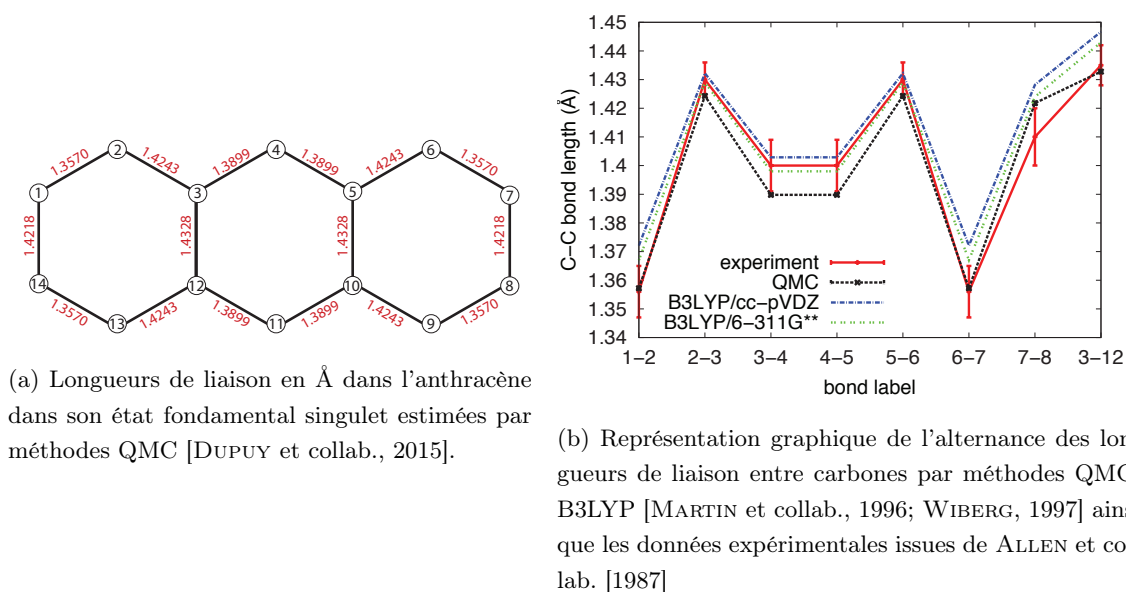 2 4 6
1.3570 1.4243 1.3899 1.3899 1.4243 1.3570
1 3 5 7
1.4218 1.4328 1.4328 1.4218
14 12 10 8
1.3570 1.4243 1.3899 1.3899 1.4243 1.3570
13 11 9
(a) Longueurs de liaison en Å dans l'anthracène
dans son état fondamental singulet estimées par
méthodes QMC [DUPUY et collab., 2015].
C−C bond length (Å)
1.45
1.44
1.43
1.42
1.41
1.4
1.39
1.38
1.37
1.36
1.35
1.34
experiment
QMC
B3LYP/cc−pVDZ
B3LYP/6−311G**
1−2 2−3 3−4 4−5 5−6 6−7 7−8 3−12
bond label
(b) Représentation graphique de l'alternance des lon
gueurs de liaison entre carbones par méthodes QMC
B3LYP [MARTIN et collab., 1996; WIBERG, 1997] ains
que les données expérimentales issues de ALLEN et co
lab. [1987]